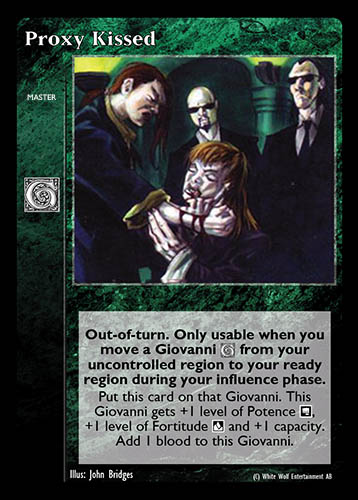 Proxy Kissed
MASTER
Out-of-turn. Only usable when you
move a Giovanni from your
uncontrolled region to your ready
region during your influence phase.
Put this card on that Giovanni. This
Giovanni gets +1 level of Potence,
+1 level of Fortitude and +1 capacity.
Add 1 blood to this Giovanni.
Illus: John Bridges
(C) White Wolf Entertainment AB